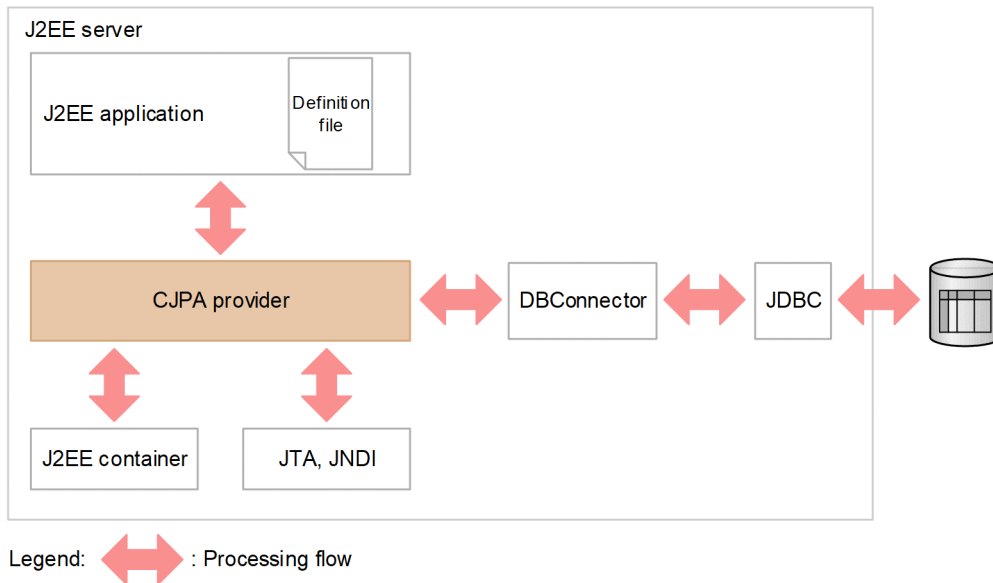 J2EE server
J2EE application
Definition
file
CJPA provider
DBConnector
JDBC
J2EE container
JTA, JNDI
Legend:
: Processing flow